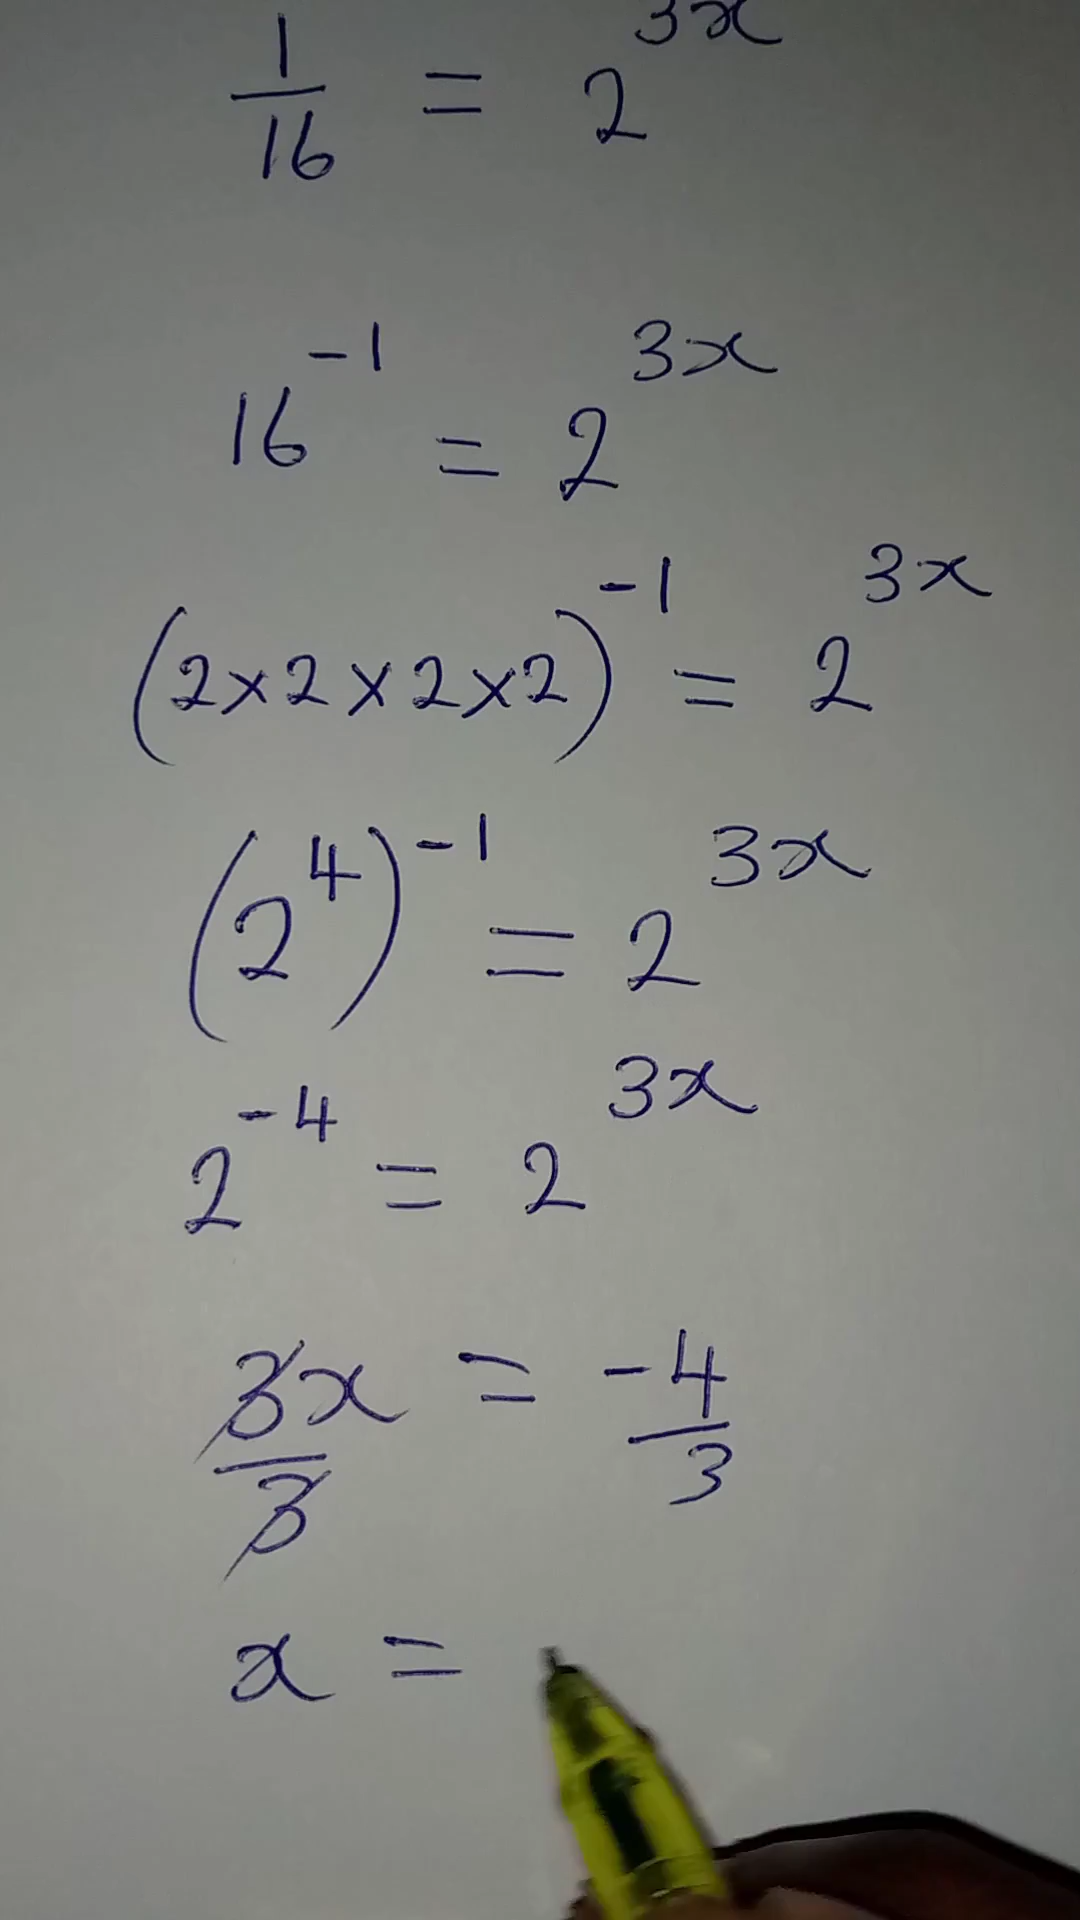 1/16 = 2^3x
16^-1 = 2^3x
(2×2×2×2)^-1 = 2^3x
(2^4)^-1 = 2^3x
2^-4 = 2^3x
3x/3 = -4/3
x =